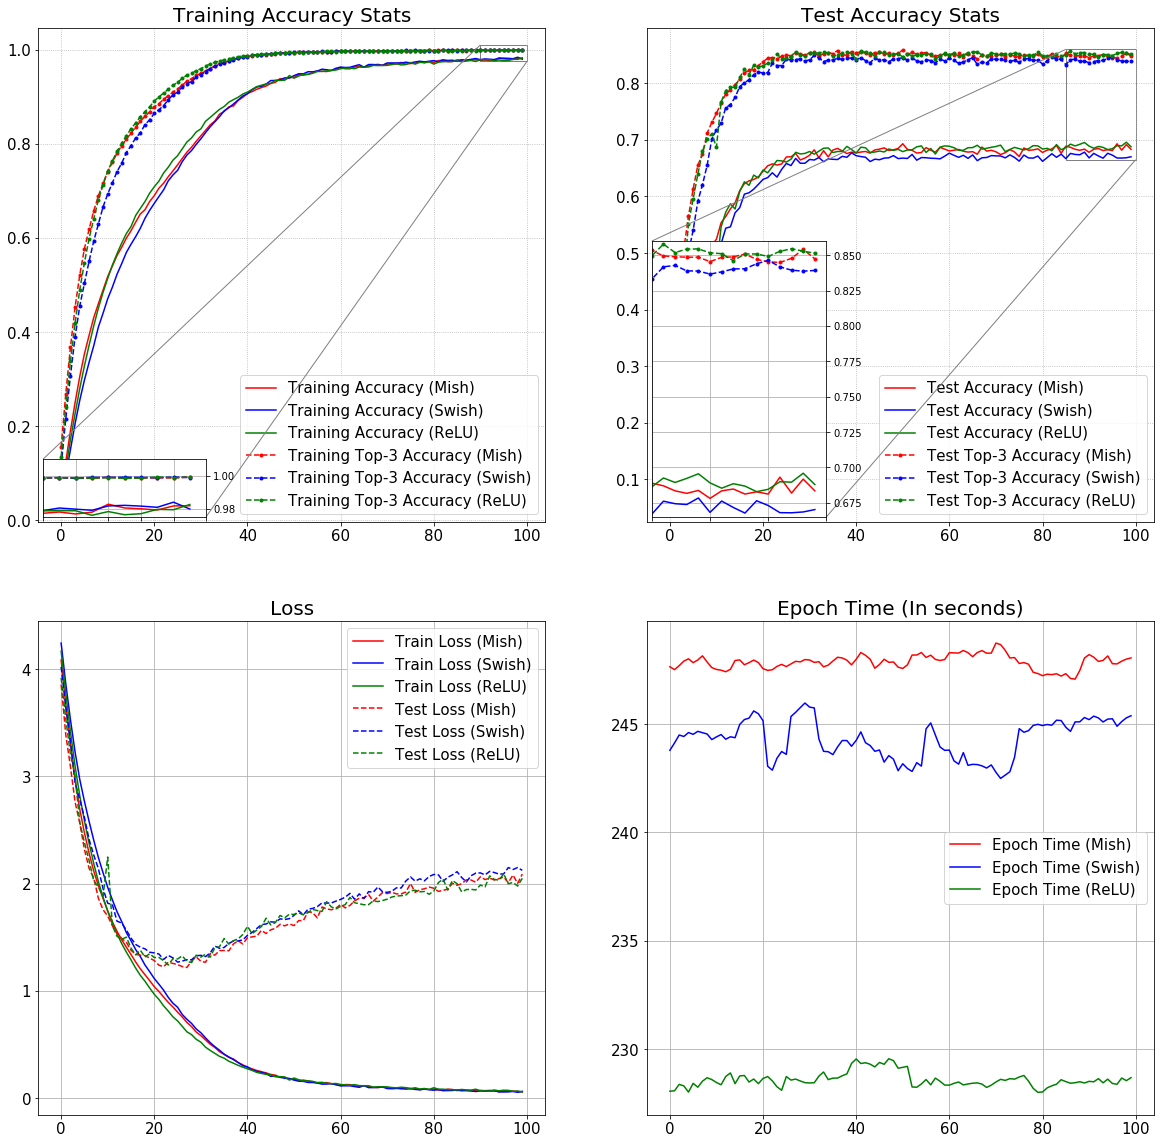 Training Accuracy Stats
1.0
0.8
0.6
0.4
0.2
0.0
0
20
40
60
80
100
1.00
0.98
Training Accuracy (Mish)
Training Accuracy (Swish)
Training Accuracy (ReLU)
Training Top-3 Accuracy (Mish)
Training Top-3 Accuracy (Swish)
Training Top-3 Accuracy (ReLU)
Test Accuracy Stats
0.8
0.7
0.6
0.5
0.4
0.3
0.2
0.1
0
20
40
60
80
100
0.850
0.825
0.800
0.775
0.750
0.725
0.700
0.675
Test Accuracy (Mish)
Test Accuracy (Swish)
Test Accuracy (ReLU)
Test Top-3 Accuracy (Mish)
Test Top-3 Accuracy (Swish)
Test Top-3 Accuracy (ReLU)
Loss
4
3
2
1
0
0
20
40
60
80
100
Train Loss (Mish)
Train Loss (Swish)
Train Loss (ReLU)
Test Loss (Mish)
Test Loss (Swish)
Test Loss (ReLU)
Epoch Time (In seconds)
245
240
235
230
0
20
40
60
80
100
Epoch Time (Mish)
Epoch Time (Swish)
Epoch Time (ReLU)